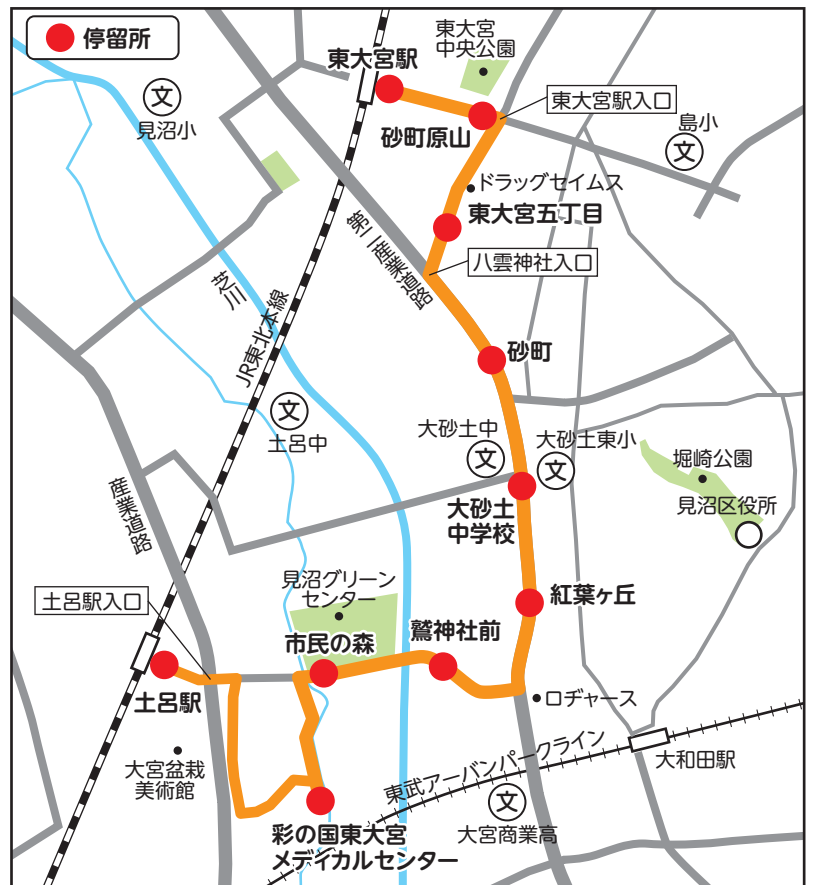 停留所
東大宮
中央公園
東大宮駅
文
見沼小
東大宮駅入口
砂町原山
島小
文
ドラッグセイムス
東大宮五丁目
第二産業道路
八雲神社入口
芝川
JR東北本線
砂町
文
土呂中
大砂土中
文
大砂土東小
文
堀崎公園
見沼区役所
産業道路
大砂土
中学校
見沼グリーン
センター
土呂駅入口
紅葉ヶ丘
市民の森
鷲神社前
土呂駅
ロヂャース
大宮盆栽
美術館
東武アーバンパークライン
大和田駅
文
大宮商業高
彩の国東大宮
メディカルセンター